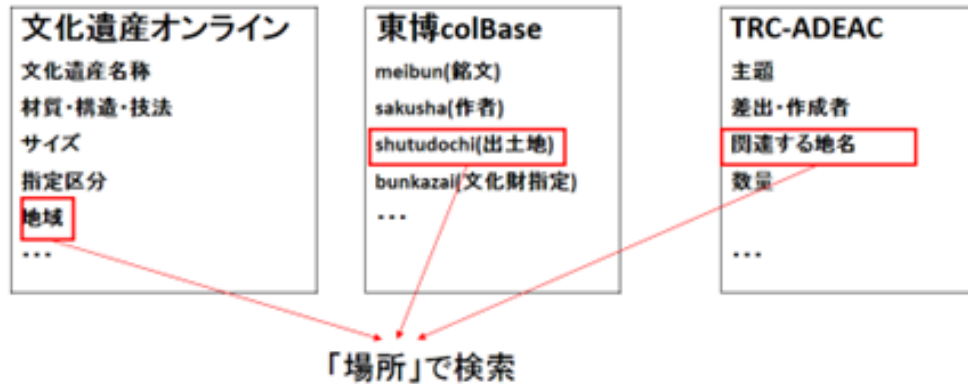 文化遺産オンライン
文化遺産名称
材質・構造・技法
サイズ
指定区分
地域
・・・
東博colBase
meibun(銘文)
sakusha(作者)
shutudochi(出土地)
bunkazai(文化財指定)
・・・
TRC-ADEAC
主題
差出・作成者
関連する地名
数量
・・・
「場所」で検索